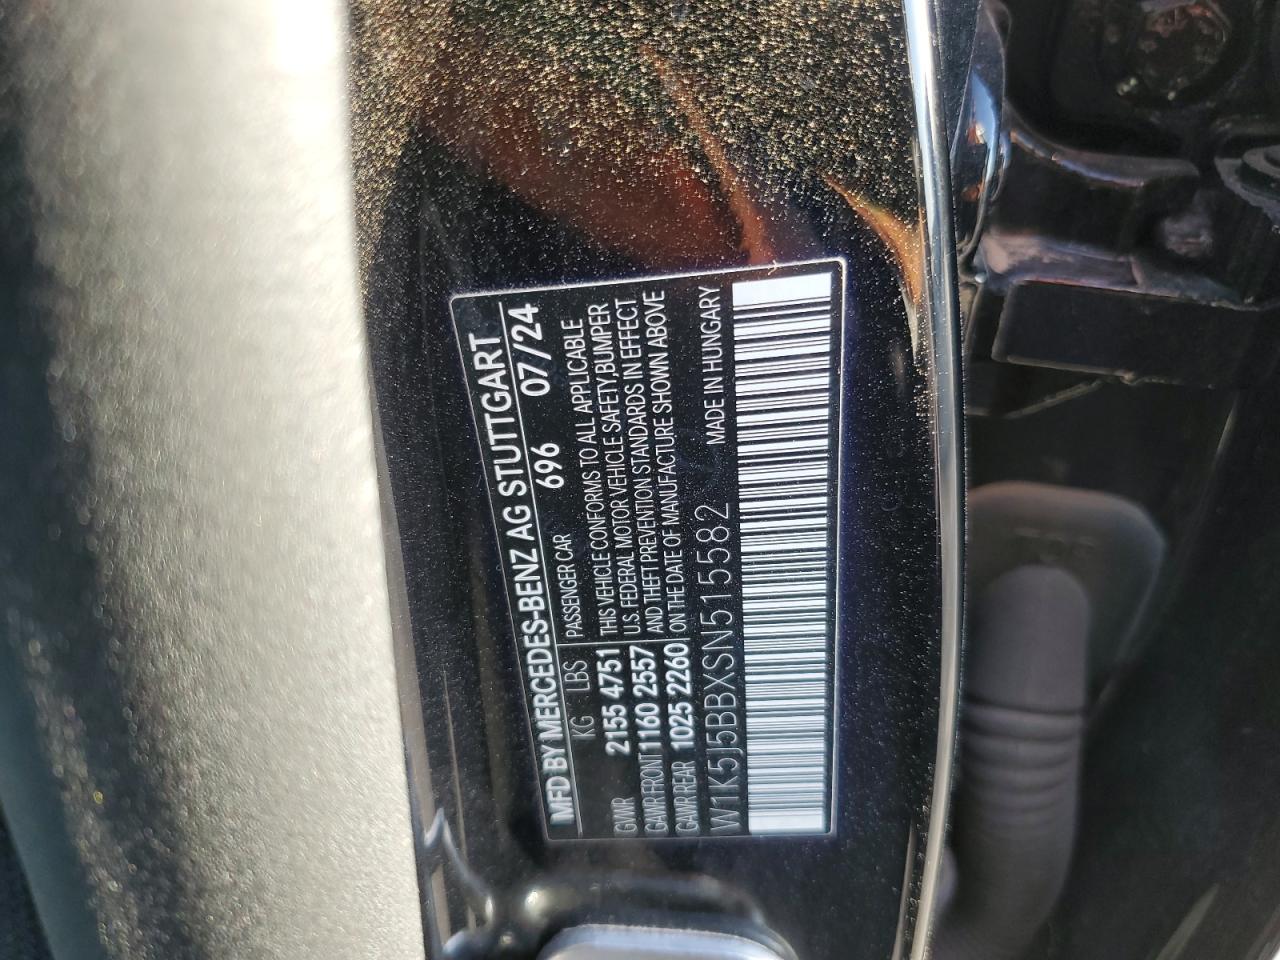 MFD BY MERCEDES-BENZ AG STUTTGART
KG LBS PASSENGER CAR 696 07/24
GVWR 2155 4751 THIS VEHICLE CONFORMS TO ALL APPLICABLE
GAWR FRONT 1160 2557 U.S. FEDERAL MOTOR VEHICLE SAFETY, BUMPER
GAWR REAR 1025 2260 AND THEFT PREVENTION STANDARDS IN EFFECT
ON THE DATE OF MANUFACTURE SHOWN ABOVE
W1K5J5BBXSN515582 MADE IN HUNGARY